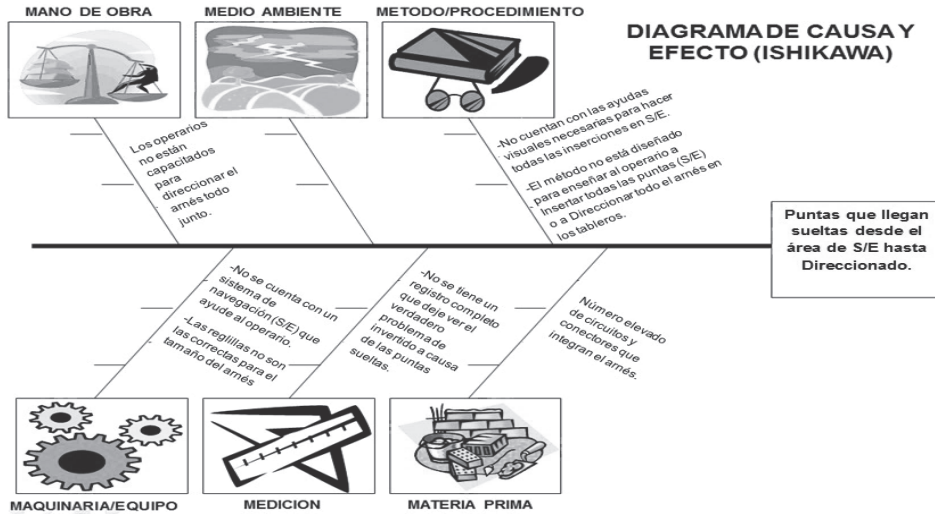 MANO DE OBRA
MEDIO AMBIENTE
METODO/PROCEDIMIENTO
DIAGRAMA DE CAUSA Y
EFECTO (ISHIKAWA)
Los operarios
no están
capacitados
para
direccionar el
arnés todo
junto.
-No cuentan con las ayudas
visuales necesarias para hacer
todas las inserciones en S/E.
-El método no está diseñado
para enseñar al operario a
Insertar todas las puntas (S/E)
o a Direccionar todo el arnés en
los tableros.
Puntas que llegan
sueltas desde el
área de S/E hasta
Direccionado.
-No se cuenta con un
sistema de
navegación (S/E) que
ayude al operario.
-Las reglillas no son
las correctas para el
tamaño del arnés
-No se tiene un
registro completo
que deje ver el
verdadero
problema de
invertido a causa
de las puntas
sueltas.
Número elevado
de circuitos y
conectores que
integran el arnés.
MAQUINARIA/EQUIPO
MEDICION
MATERIA PRIMA